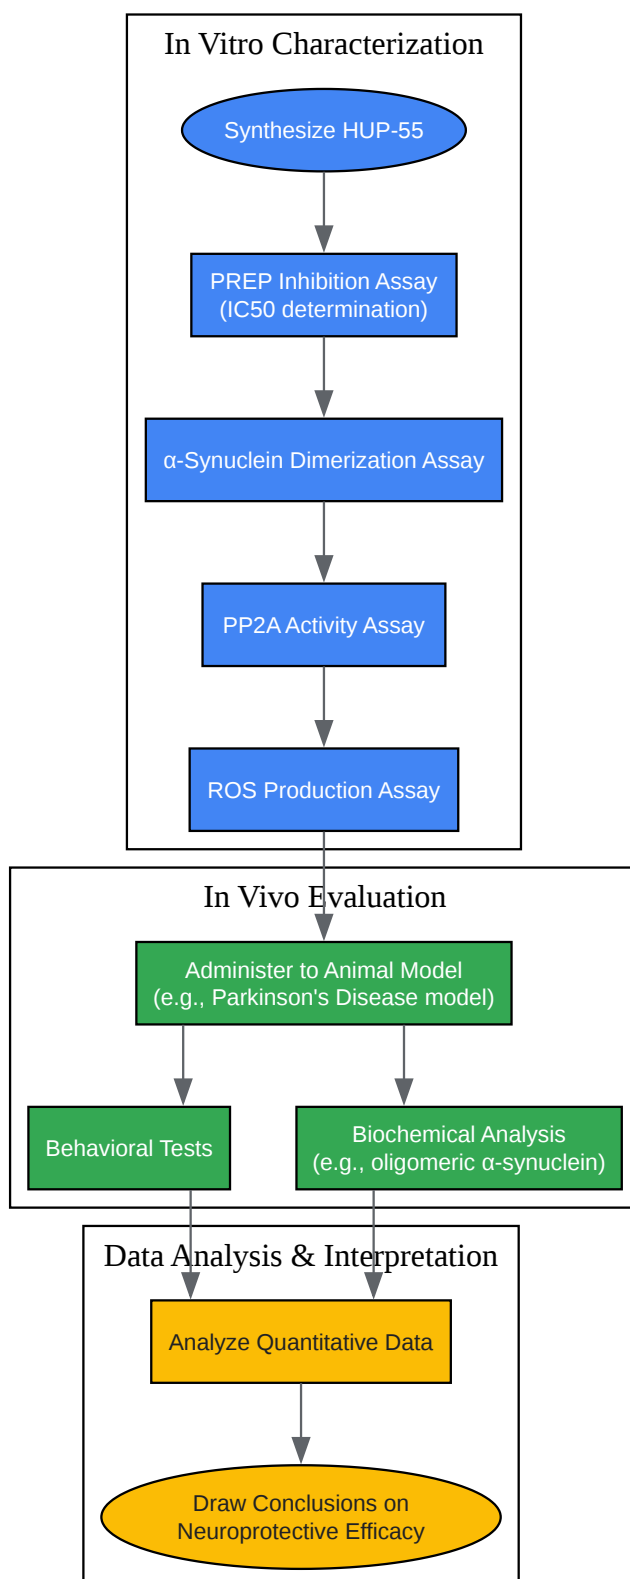 In Vitro Characterization
Synthesize HUP-55
PREP Inhibition Assay
(IC50 determination)
α-Synuclein Dimerization Assay
PP2A Activity Assay
ROS Production Assay
In Vivo Evaluation
Administer to Animal Model
(e.g., Parkinson's Disease model)
Behavioral Tests
Biochemical Analysis
(e.g., oligomeric α-synuclein)
Data Analysis & Interpretation
Analyze Quantitative Data
Draw Conclusions on
Neuroprotective Efficacy